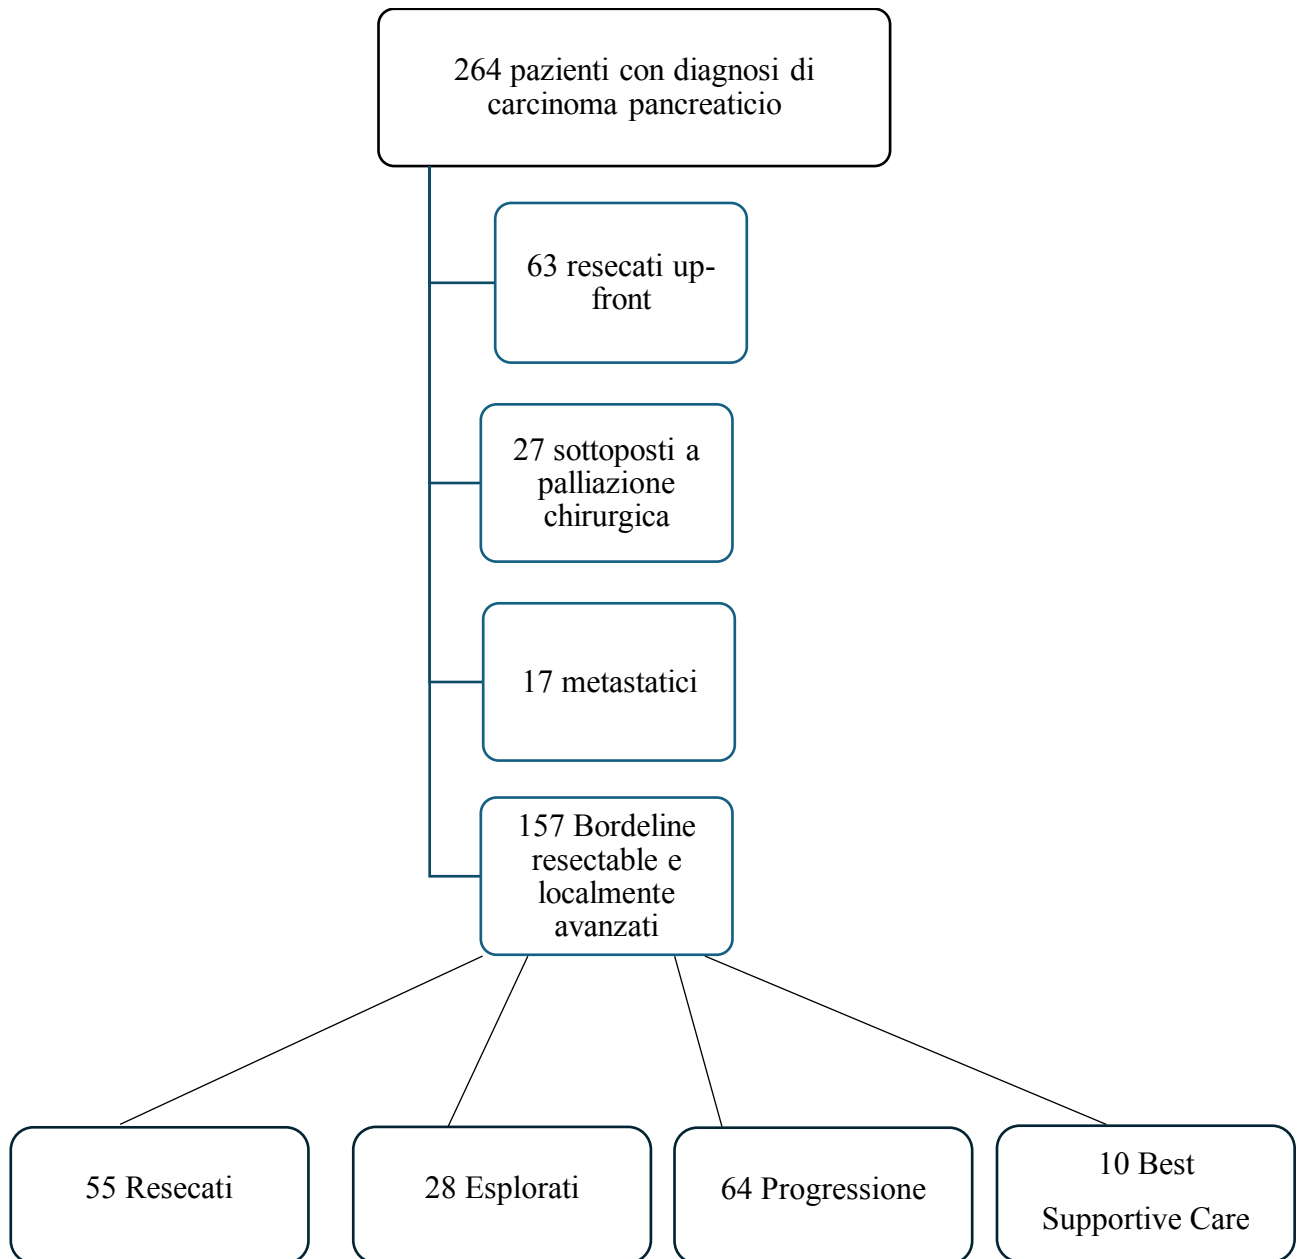 264 pazienti con diagnosi di
carcinoma pancreaticio
63 resecati up-
front
27 sottoposti a
palliazione
chirurgica
17 metastatici
157 Bordeline
resectable e
localmente
avanzati
55 Resecati
28 Esplorati
64 Progressione
10 Best
Supportive Care